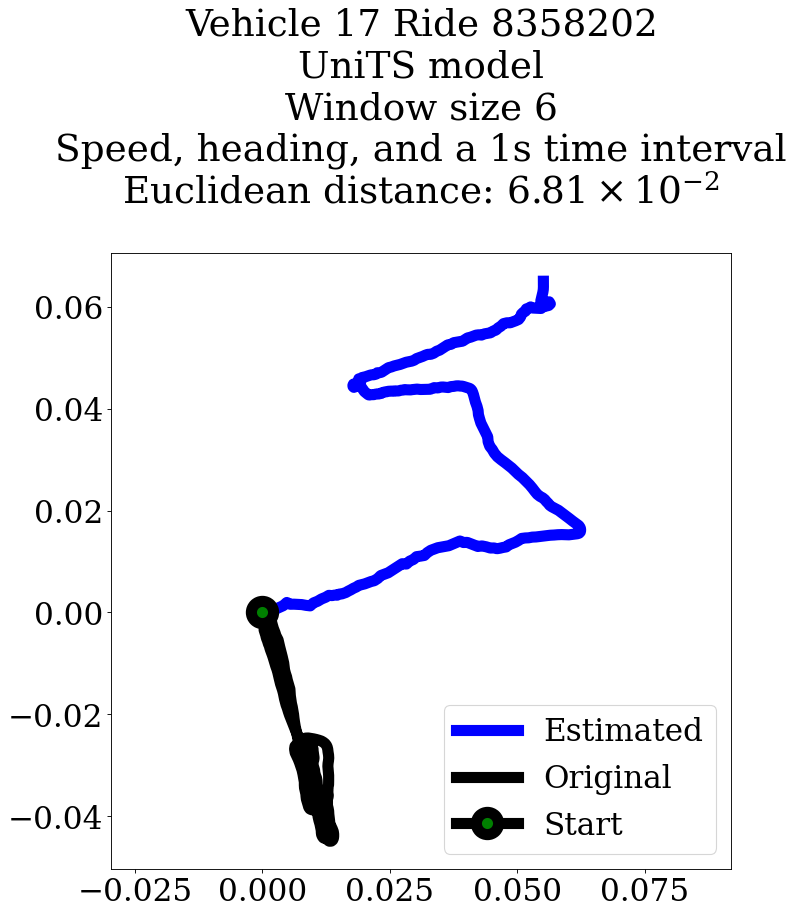 Vehicle 17 Ride 8358202
UniTS model
Window size 6
Speed, heading, and a 1s time interval
Euclidean distance: 6.81 × 10⁻²
0.06
0.04
0.02
0.00
−0.02
−0.04
Estimated
Original
Start
−0.025 0.000 0.025 0.050 0.075